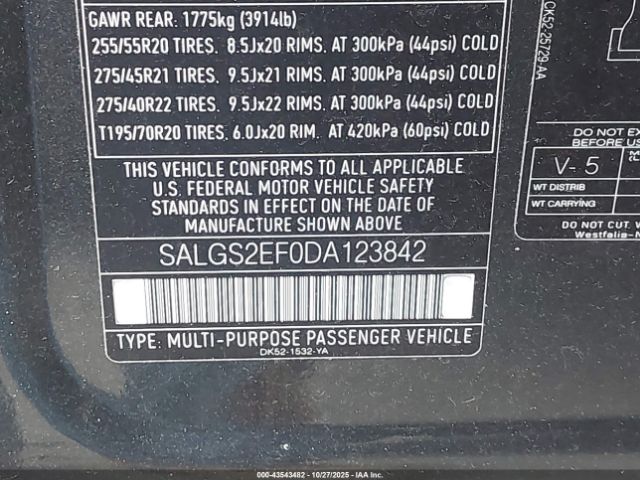 GAWR REAR: 1775kg (3914lb)
255/55R20 TIRES. 8.5Jx20 RIMS. AT 300kPa (44psi) COLD
275/45R21 TIRES. 9.5Jx21 RIMS. AT 300kPa (44psi) COLD
275/40R22 TIRES. 9.5Jx22 RIMS. AT 300kPa (44psi) COLD
T195/70R20 TIRES. 6.0Jx20 RIM. AT 420kPa (60psi) COLD
THIS VEHICLE CONFORMS TO ALL APPLICABLE
U.S. FEDERAL MOTOR VEHICLE SAFETY
STANDARDS IN EFFECT ON THE DATE OF
MANUFACTURE SHOWN ABOVE
SALGS2EF0DA123842
TYPE: MULTI-PURPOSE PASSENGER VEHICLE
DK52-1532-YA
CK52-25729-AA
DO NOT EX
BEFORE US
V-5
WT DISTRIB
WT CARRYING
DO NOT CUT, W
Westfalia-
000-43543482 - 10/27/2025 - IAA Inc.